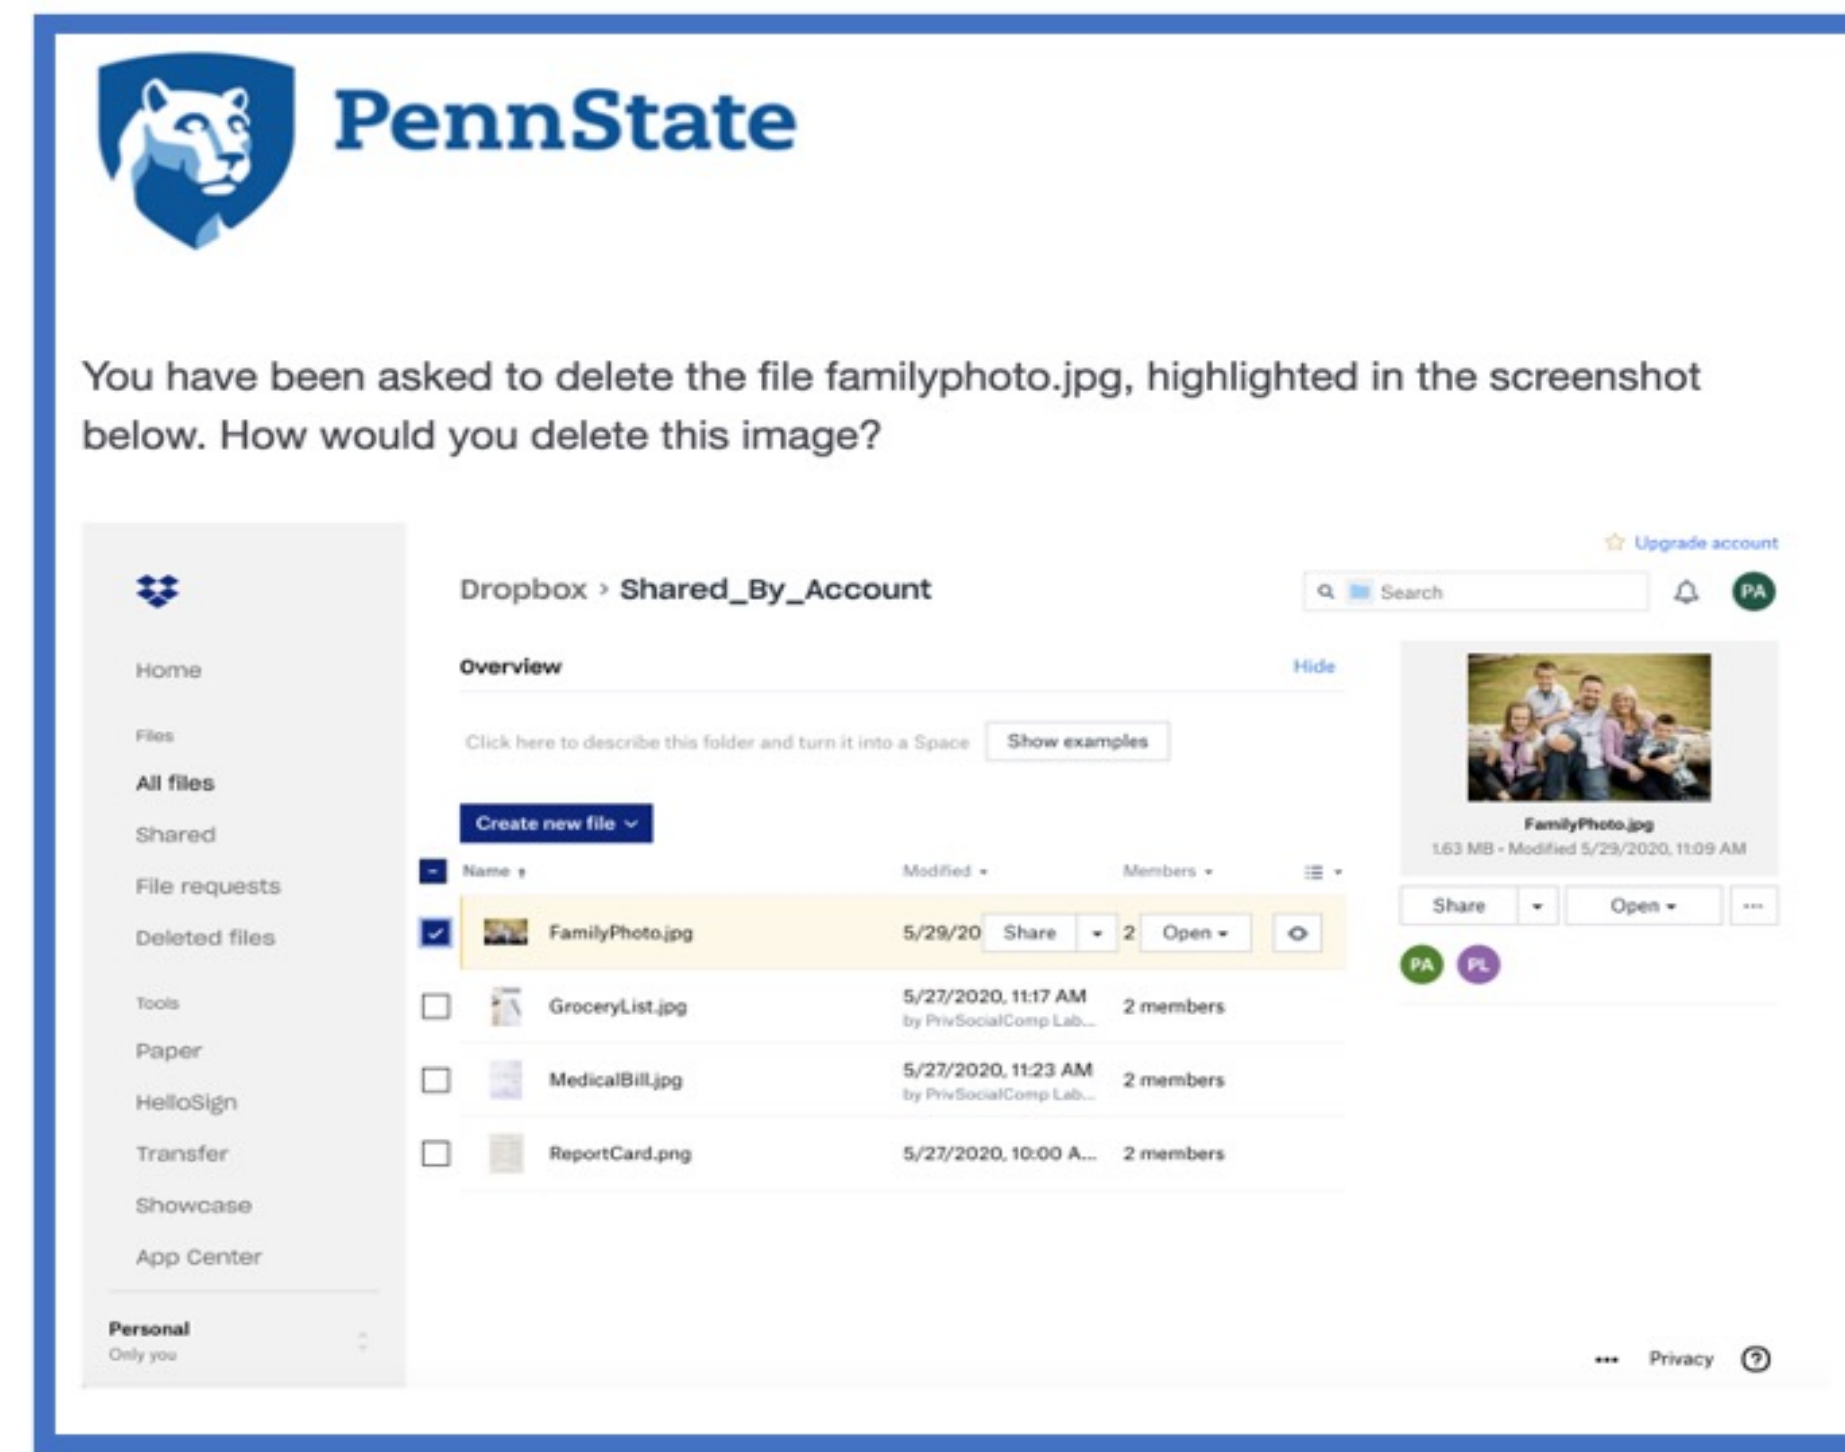 PennState
You have been asked to delete the file familyphoto.jpg, highlighted in the screenshot
below. How would you delete this image?
Upgrade account
Dropbox › Shared_By_Account
Search
PA
Home
Overview
Hide
Files
Click here to describe this folder and turn it into a Space
Show examples
All files
Create new file
FamilyPhoto.jpg
Shared
1.63 MB • Modified 5/29/2020, 11:09 AM
Name
Modified
Members
File requests
Share
Open
...
Deleted files
FamilyPhoto.jpg
5/29/20
Share
2
Open
PA
PL
Tools
GroceryList.jpg
5/27/2020, 11:17 AM
by PrivSocialComp Lab...
2 members
Paper
MedicalBill.jpg
5/27/2020, 11:23 AM
by PrivSocialComp Lab...
2 members
HelloSign
Transfer
ReportCard.png
5/27/2020, 10:00 A...
2 members
Showcase
App Center
Personal
Only you
...
Privacy
?